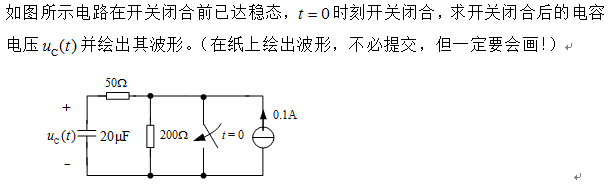 如图所示电路在开关闭合前已达稳态，t = 0 时刻开关闭合，求开关闭合后的电容
电压 u_C(t) 并绘出其波形。（在纸上绘出波形，不必提交，但一定要会画!）
50Ω
+
0.1A
u_C(t)
20μF
200Ω
t = 0
−